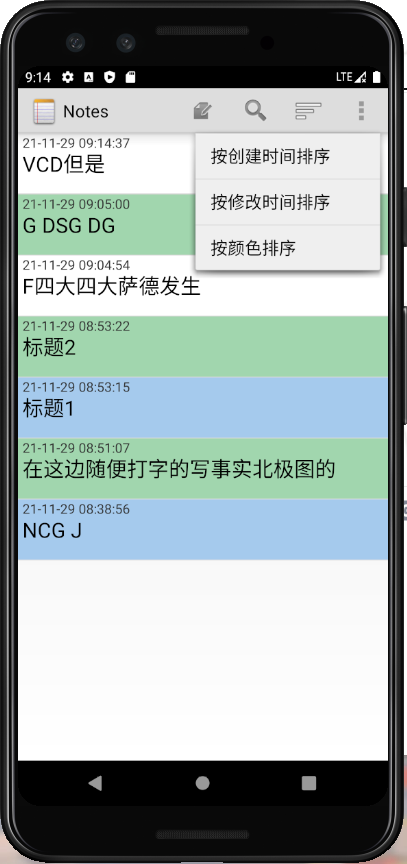 9:14
LTE
Notes
按创建时间排序
按修改时间排序
按颜色排序
21-11-29 09:14:37
VCD但是
21-11-29 09:05:00
G DSG DG
21-11-29 09:04:54
F四大四大萨德发生
21-11-29 08:53:22
标题2
21-11-29 08:53:15
标题1
21-11-29 08:51:07
在这边随便打字的写事实北极图的
21-11-29 08:38:56
NCG J